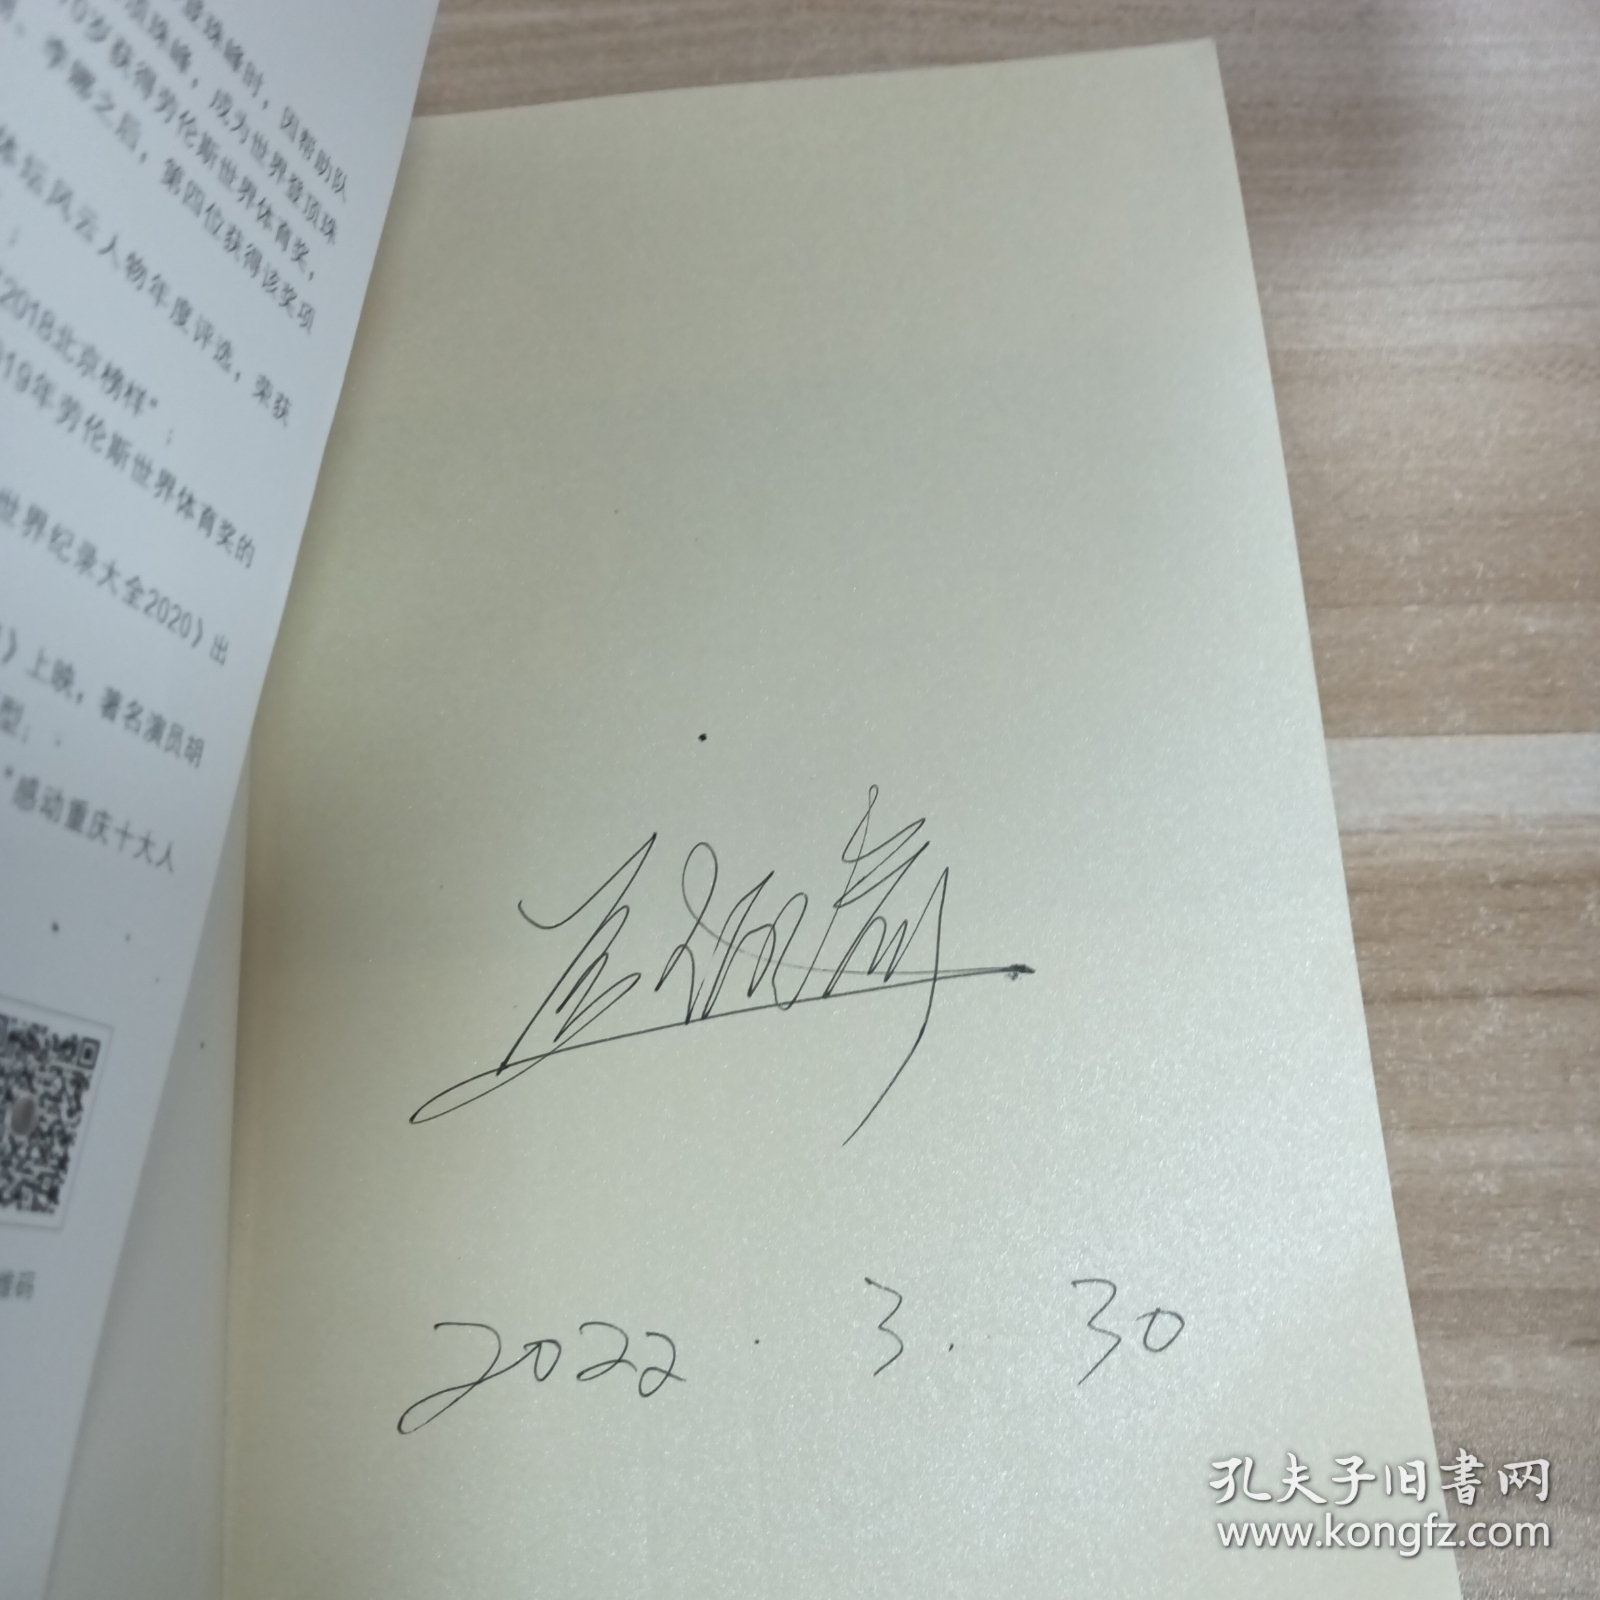 登珠峰时，因帮助队
顶珠峰，成为世界登顶珠
70岁获得劳伦斯世界体育奖，
、李娜之后，第四位获得该奖项
；
体坛风云人物年度评选，荣获
2018北京榜样”；
019年劳伦斯世界体育奖的
世界纪录大全2020》出
》上映，著名演员胡
型；
“感动重庆十大人
维码
2022.3.30
孔夫子旧书网
www.kongfz.com